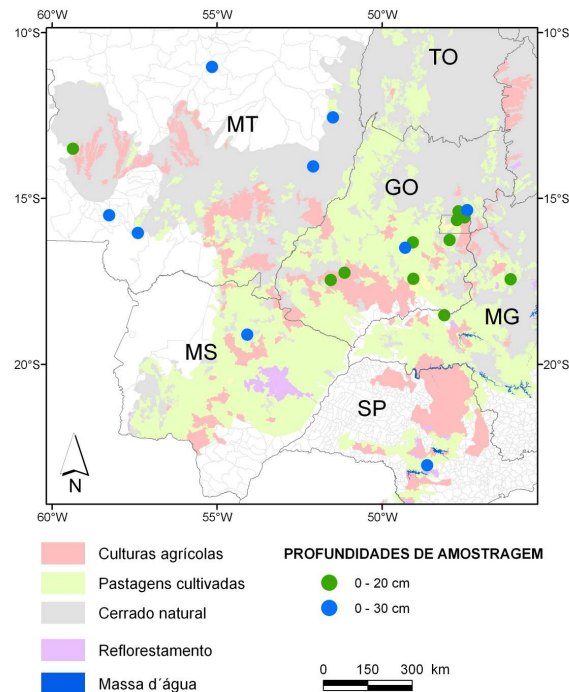 60°O 55°O 50°O
10°S 10°S
TO
MT
GO
15°S 15°S
MG
MS
20°S 20°S
SP
N
60°O 55°O 50°O
Culturas agrícolas
Pastagens cultivadas
Cerrado natural
Reflorestamento
Massa d´água
PROFUNDIDADES DE AMOSTRAGEM
0 - 20 cm
0 - 30 cm
0 150 300 km